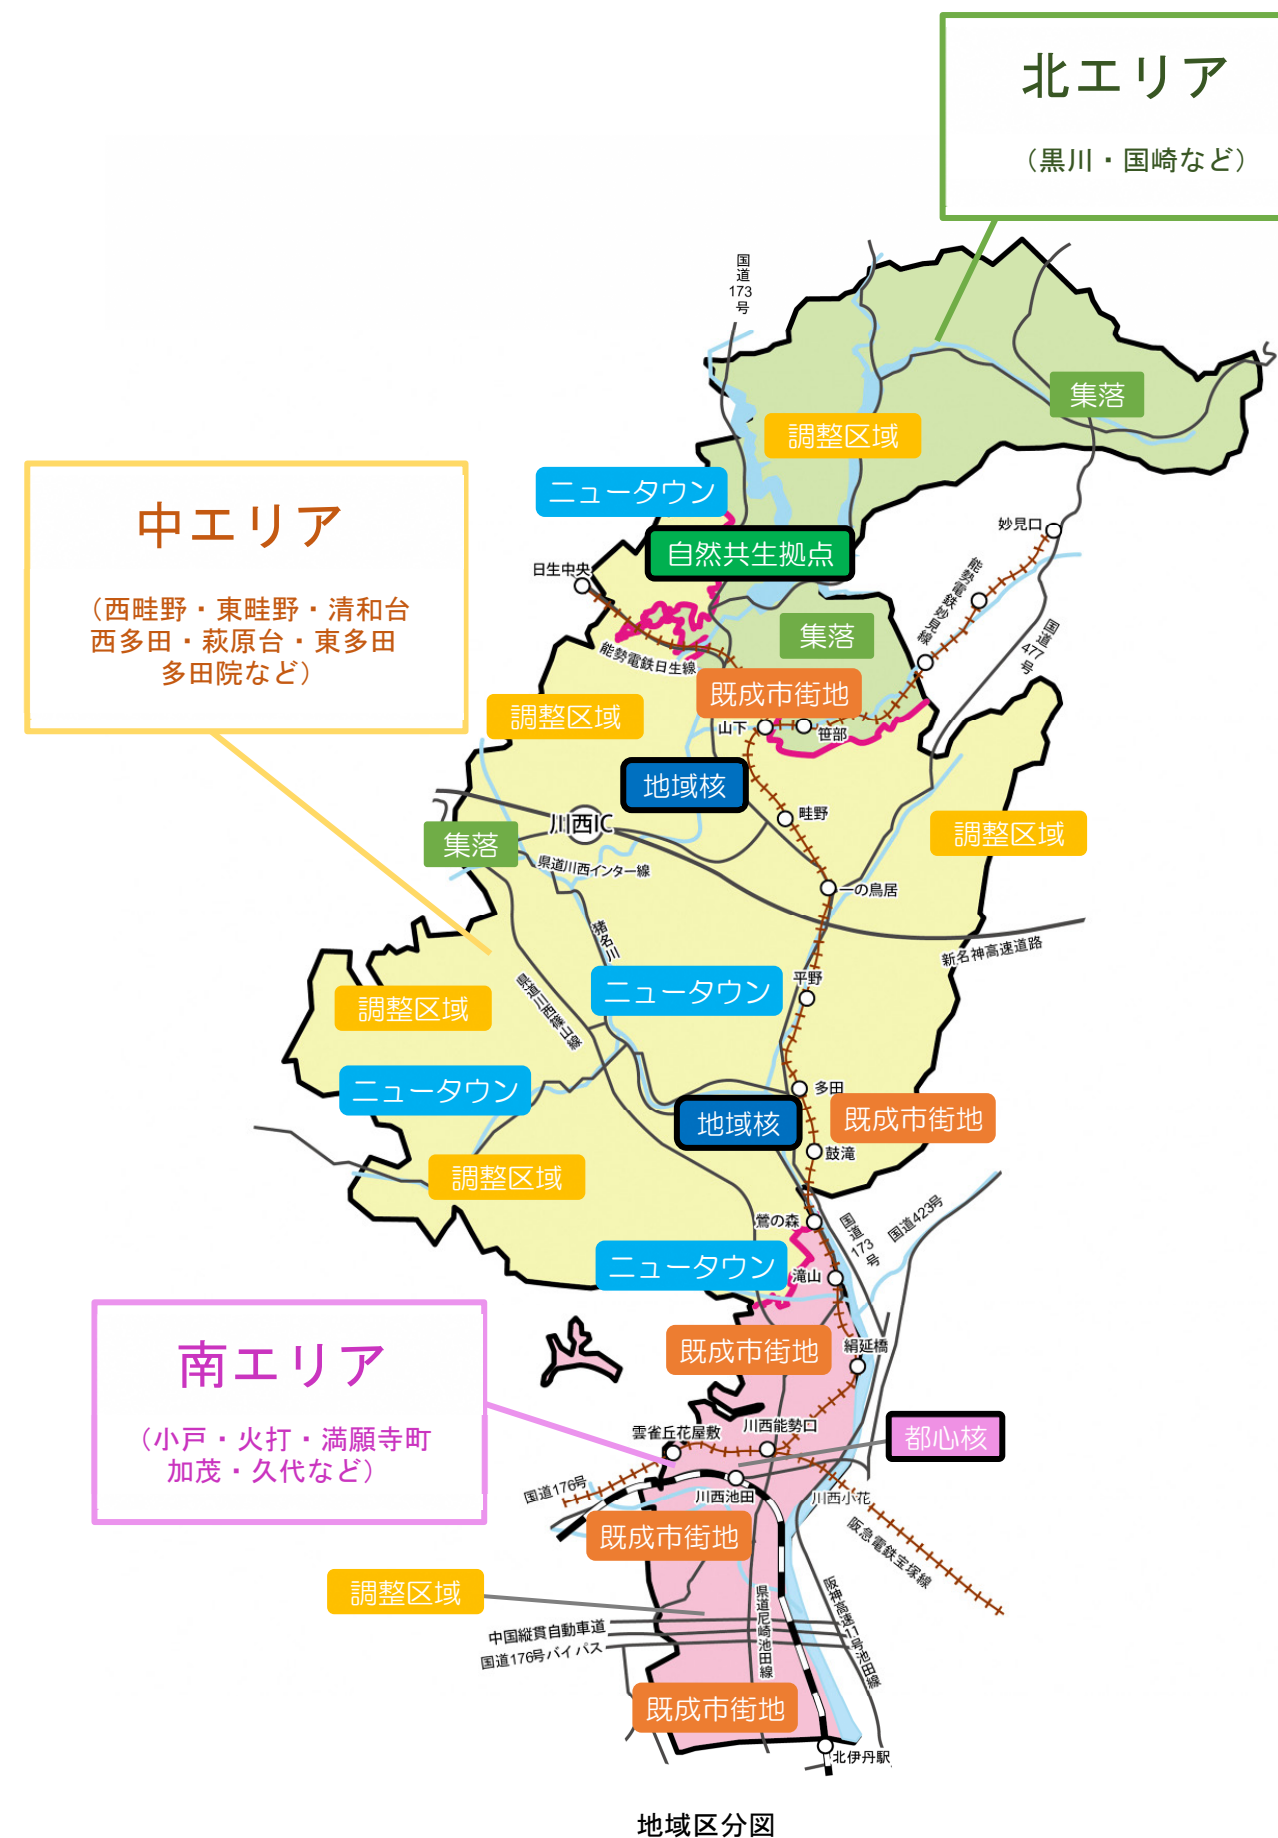 北エリア
（黒川・国崎など）
国道173号
集落
調整区域
ニュータウン
中エリア
（西畦野・東畦野・清和台
西多田・萩原台・東多田
多田院など）
自然共生拠点
妙見口
日生中央
能勢電鉄妙見線
集落
国道477号
能勢電鉄日生線
既成市街地
調整区域
山下
笹部
地域核
畦野
川西IC
調整区域
集落
県道川西インター線
一の鳥居
猪名川
新名神高速道路
ニュータウン
平野
県道川西篠山線
調整区域
ニュータウン
多田
地域核
既成市街地
鼓滝
調整区域
鶯の森
国道173号
国道423号
ニュータウン
滝山
南エリア
（小戸・火打・満願寺町
加茂・久代など）
既成市街地
絹延橋
雲雀丘花屋敷
川西能勢口
都心核
国道176号
川西池田
川西小花
阪急電鉄宝塚線
既成市街地
調整区域
県道尼崎池田線
阪神高速11号池田線
中国縦貫自動車道
国道176号バイパス
既成市街地
北伊丹駅
地域区分図